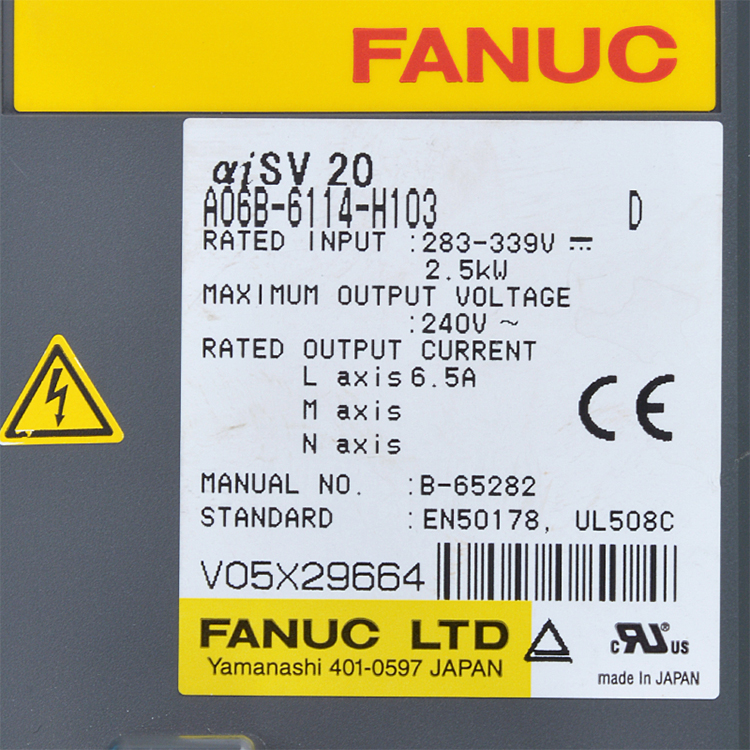 FANUC
αiSV 20
A06B-6114-H103 D
RATED INPUT :283-339V ⎓
2.5kW
MAXIMUM OUTPUT VOLTAGE
:240V ~
RATED OUTPUT CURRENT
L axis 6.5A
M axis
N axis
MANUAL NO. :B-65282
STANDARD :EN50178, UL508C
CE
V05X29664
FANUC LTD
Yamanashi 401-0597 JAPAN
c RU® US
made In JAPAN